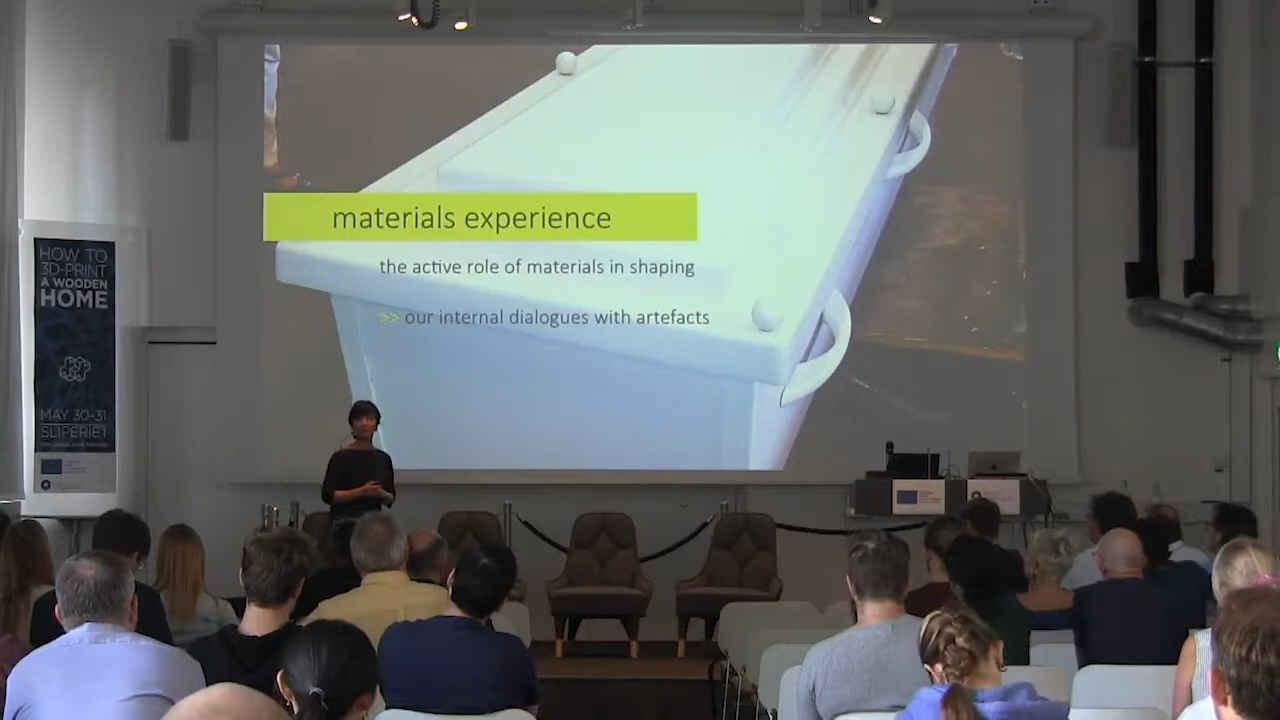 materials experience
the active role of materials in shaping
>> our internal dialogues with artefacts
HOW TO
3D-PRINT
A WOODEN
HOME
MAY 30-31
SLIPERIET